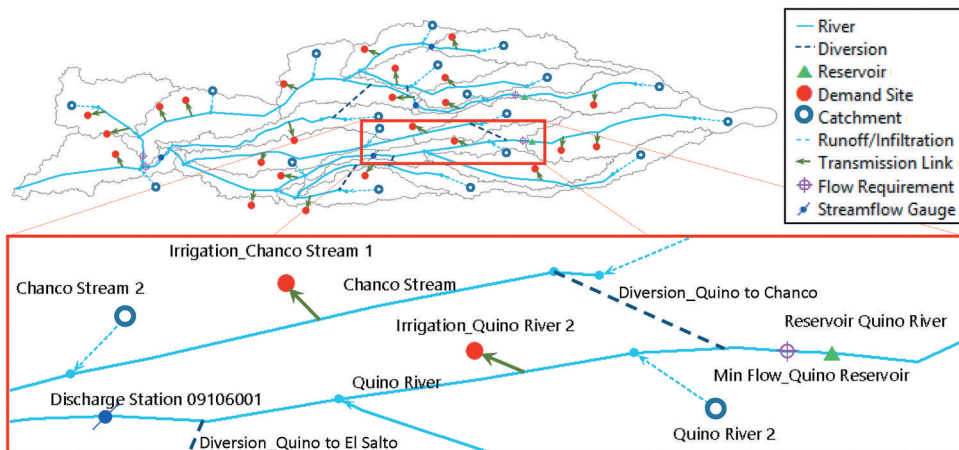 River
Diversion
Reservoir
Demand Site
Catchment
Runoff/Infiltration
Transmission Link
Flow Requirement
Streamflow Gauge
Irrigation_Chanco Stream 1
Chanco Stream 2
Chanco Stream
Diversion_Quino to Chanco
Irrigation_Quino River 2
Reservoir Quino River
Min Flow_Quino Reservoir
Quino River
Discharge Station 09106001
Quino River 2
Diversion_Quino to El Salto